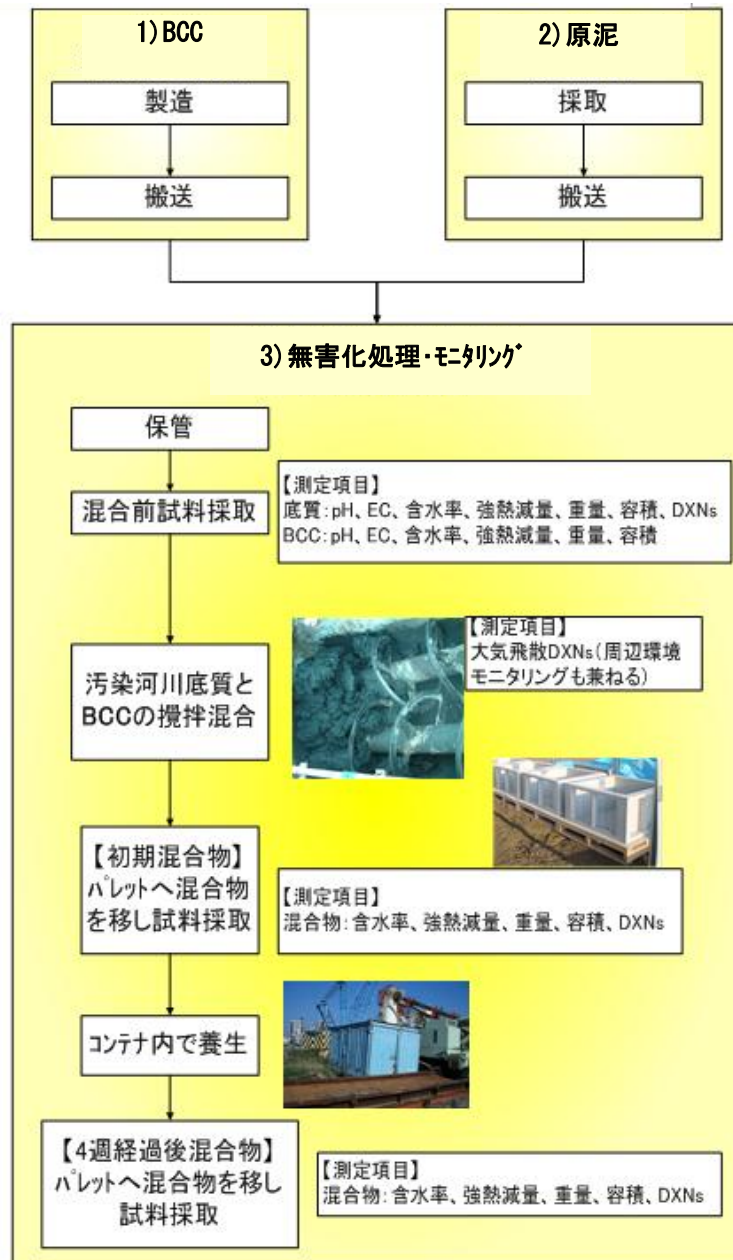 1) BCC
製造
搬送
2) 原泥
採取
搬送
3) 無害化処理･ﾓﾆﾀﾘﾝｸﾞ
保管
混合前試料採取
【測定項目】
底質：pH、EC、含水率、強熱減量、重量、容積、DXNs
BCC：pH、EC、含水率、強熱減量、重量、容積
汚染河川底質と
BCCの攪拌混合
【測定項目】
大気飛散DXNs（周辺環境
モニタリングも兼ねる）
【初期混合物】
ﾊﾟﾚｯﾄへ混合物
を移し試料採取
【測定項目】
混合物：含水率、強熱減量、重量、容積、DXNs
ｺﾝﾃﾅ内で養生
【4週経過後混合物】
ﾊﾟﾚｯﾄへ混合物を移し
試料採取
【測定項目】
混合物：含水率、強熱減量、重量、容積、DXNs